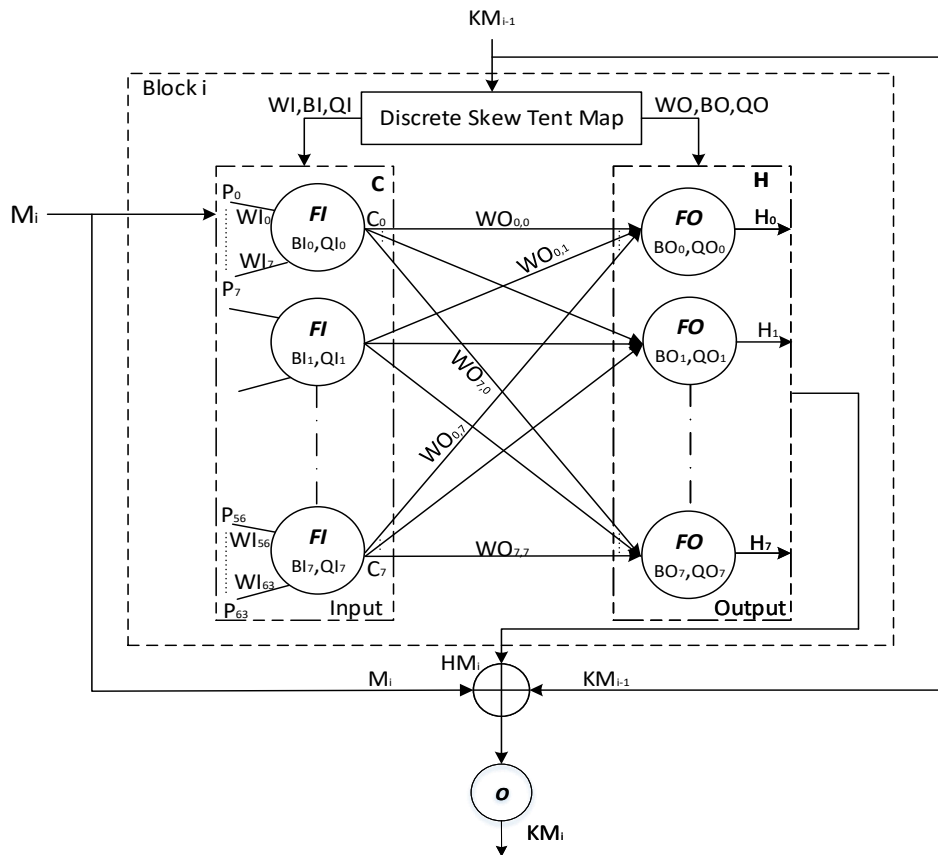 KMi-1
Block i
WI,BI,QI
Discrete Skew Tent Map
WO,BO,QO
Mi
P0
WI0
WI7
P7
FI
BI0,QI0
C
C0
WO0,0
WO0,1
H
FO
BO0,QO0
H0
FI
BI1,QI1
FO
BO1,QO1
H1
WO7,0
WO0,7
P56
WI56
WI63
P63
FI
BI7,QI7
C7
Input
WO7,7
FO
BO7,QO7
H7
Output
HMi
Mi
KMi-1
O
KMi